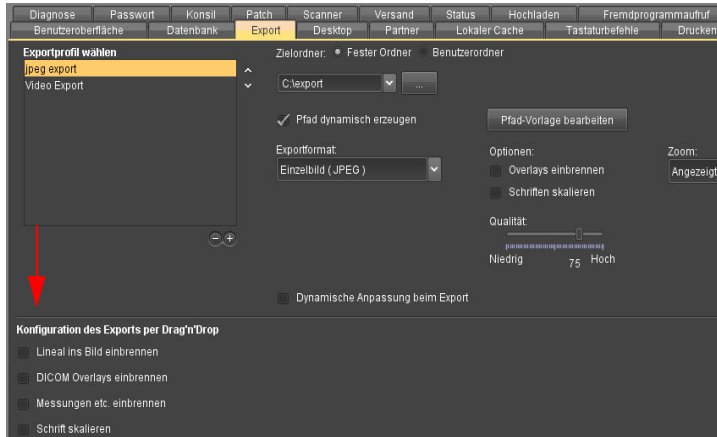 Diagnose Passwort Konsil Patch Scanner Versand Status Hochladen Fremdprogrammaufruf
Benutzeroberfläche Datenbank Export Desktop Partner Lokaler Cache Tastaturbefehle Drucken
Exportprofil wählen
jpeg export
Video Export
Zielordner: Fester Ordner Benutzerordner
C:\export ...
Pfad dynamisch erzeugen Pfad-Vorlage bearbeiten
Exportformat: Optionen: Zoom:
Einzelbild ( JPEG ) Overlays einbrennen Angezeigt
Schriften skalieren
Qualität:
Niedrig 75 Hoch
Dynamische Anpassung beim Export
Konfiguration des Exports per Drag'n'Drop
Lineal ins Bild einbrennen
DICOM Overlays einbrennen
Messungen etc. einbrennen
Schrift skalieren